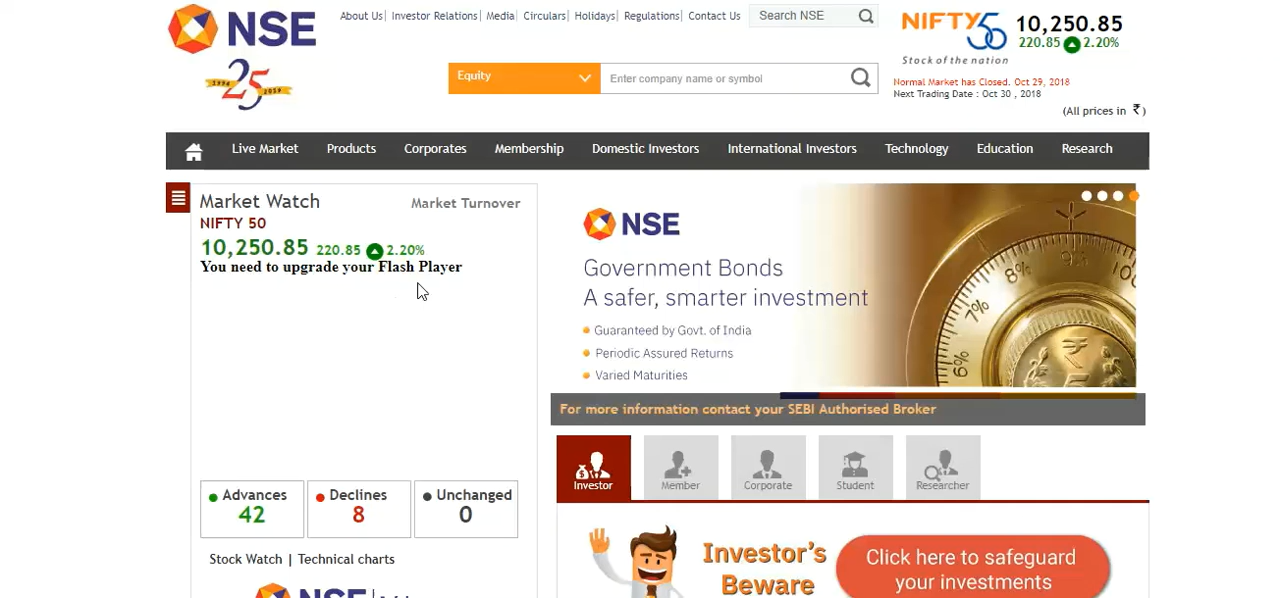 NSE
About Us| Investor Relations| Media| Circulars| Holidays| Regulations| Contact Us
Search NSE
NIFTY 50
Stock of the nation
10,250.85
220.85 2.20%
1994 25 2019
Equity
Enter company name or symbol
Normal Market has Closed. Oct 29, 2018
Next Trading Date : Oct 30 , 2018
(All prices in ₹)
Live Market Products Corporates Membership Domestic Investors International Investors Technology Education Research
Market Watch
Market Turnover
NIFTY 50
10,250.85 220.85 2.20%
You need to upgrade your Flash Player
Advances
42
Declines
8
Unchanged
0
Stock Watch | Technical charts
NSE
Government Bonds
A safer, smarter investment
Guaranteed by Govt. of India
Periodic Assured Returns
Varied Maturities
6%
7%
8%
9%
₹
For more information contact your SEBI Authorised Broker
Investor
Member
Corporate
Student
Researcher
Investor's
Beware
Click here to safeguard
your investments